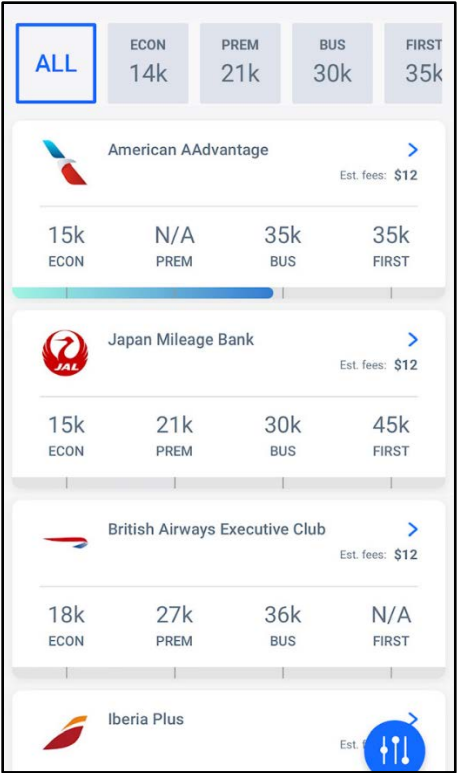 ALL
ECON PREM BUS FIRST
14k 21k 30k 35k
American AAdvantage
Est. fees: $12
15k N/A 35k 35k
ECON PREM BUS FIRST
JAL
Japan Mileage Bank
Est. fees: $12
15k 21k 30k 45k
ECON PREM BUS FIRST
British Airways Executive Club
Est. fees: $12
18k 27k 36k N/A
ECON PREM BUS FIRST
Iberia Plus
Est.